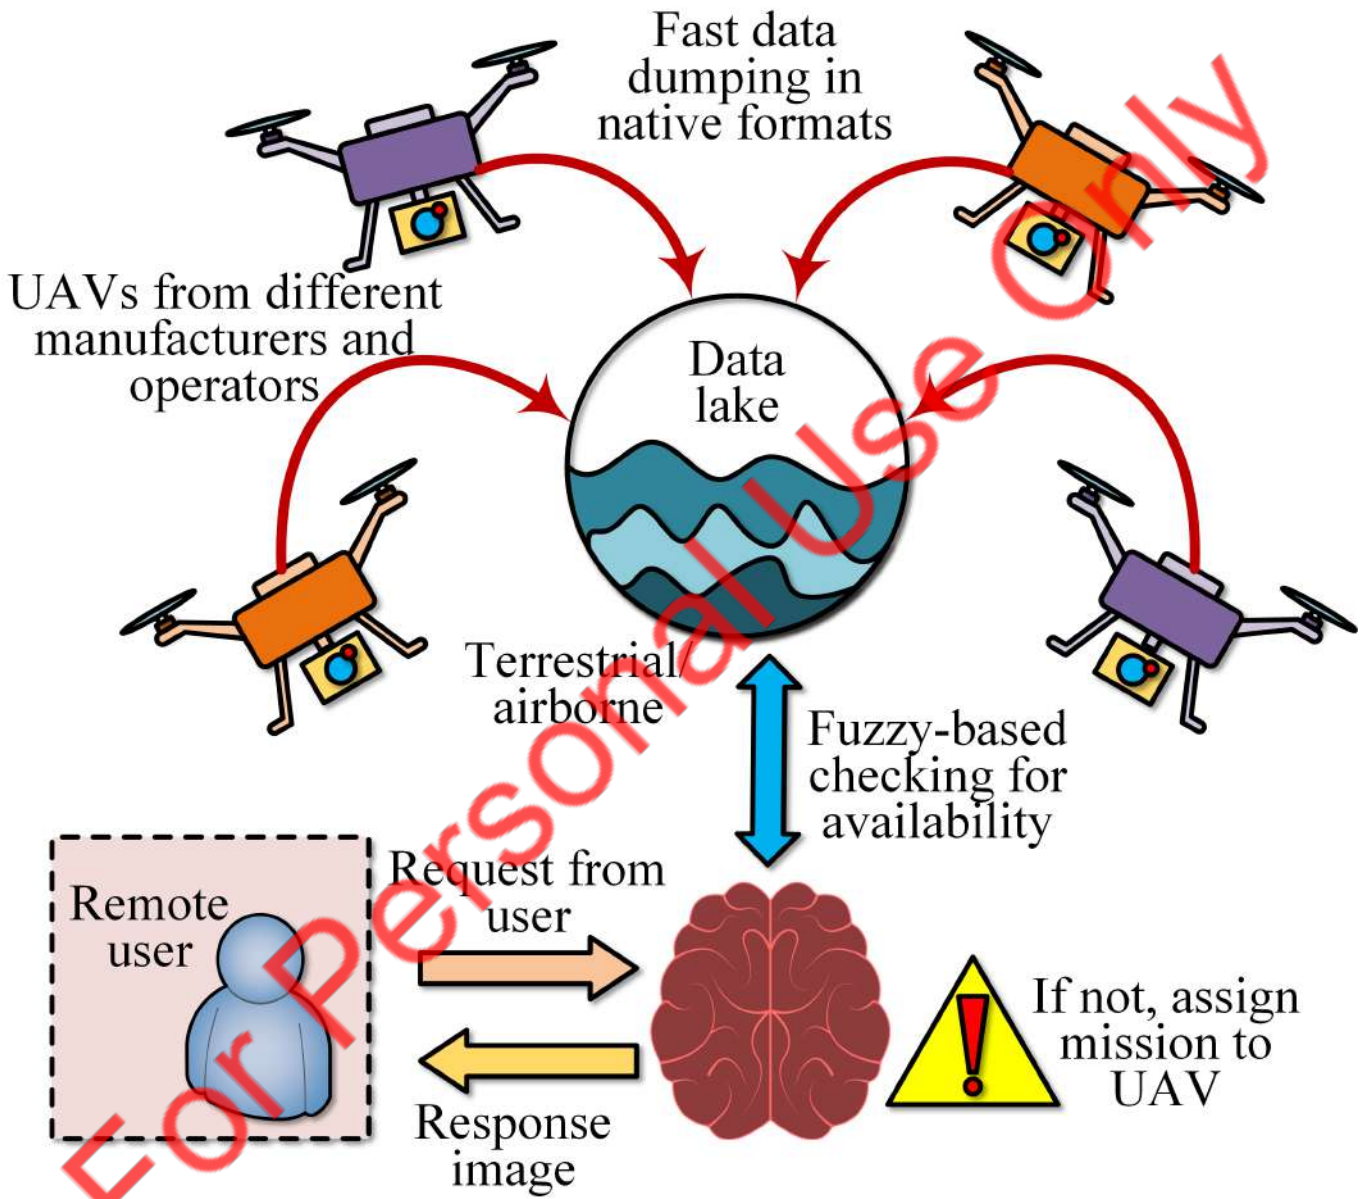 Fast data
dumping in
native formats
UAVs from different
manufacturers and
operators
Data
lake
Terrestrial/
airborne
Fuzzy-based
checking for
availability
Remote
user
Request from
user
Response
image
If not, assign
mission to
UAV
For Personal Use Only